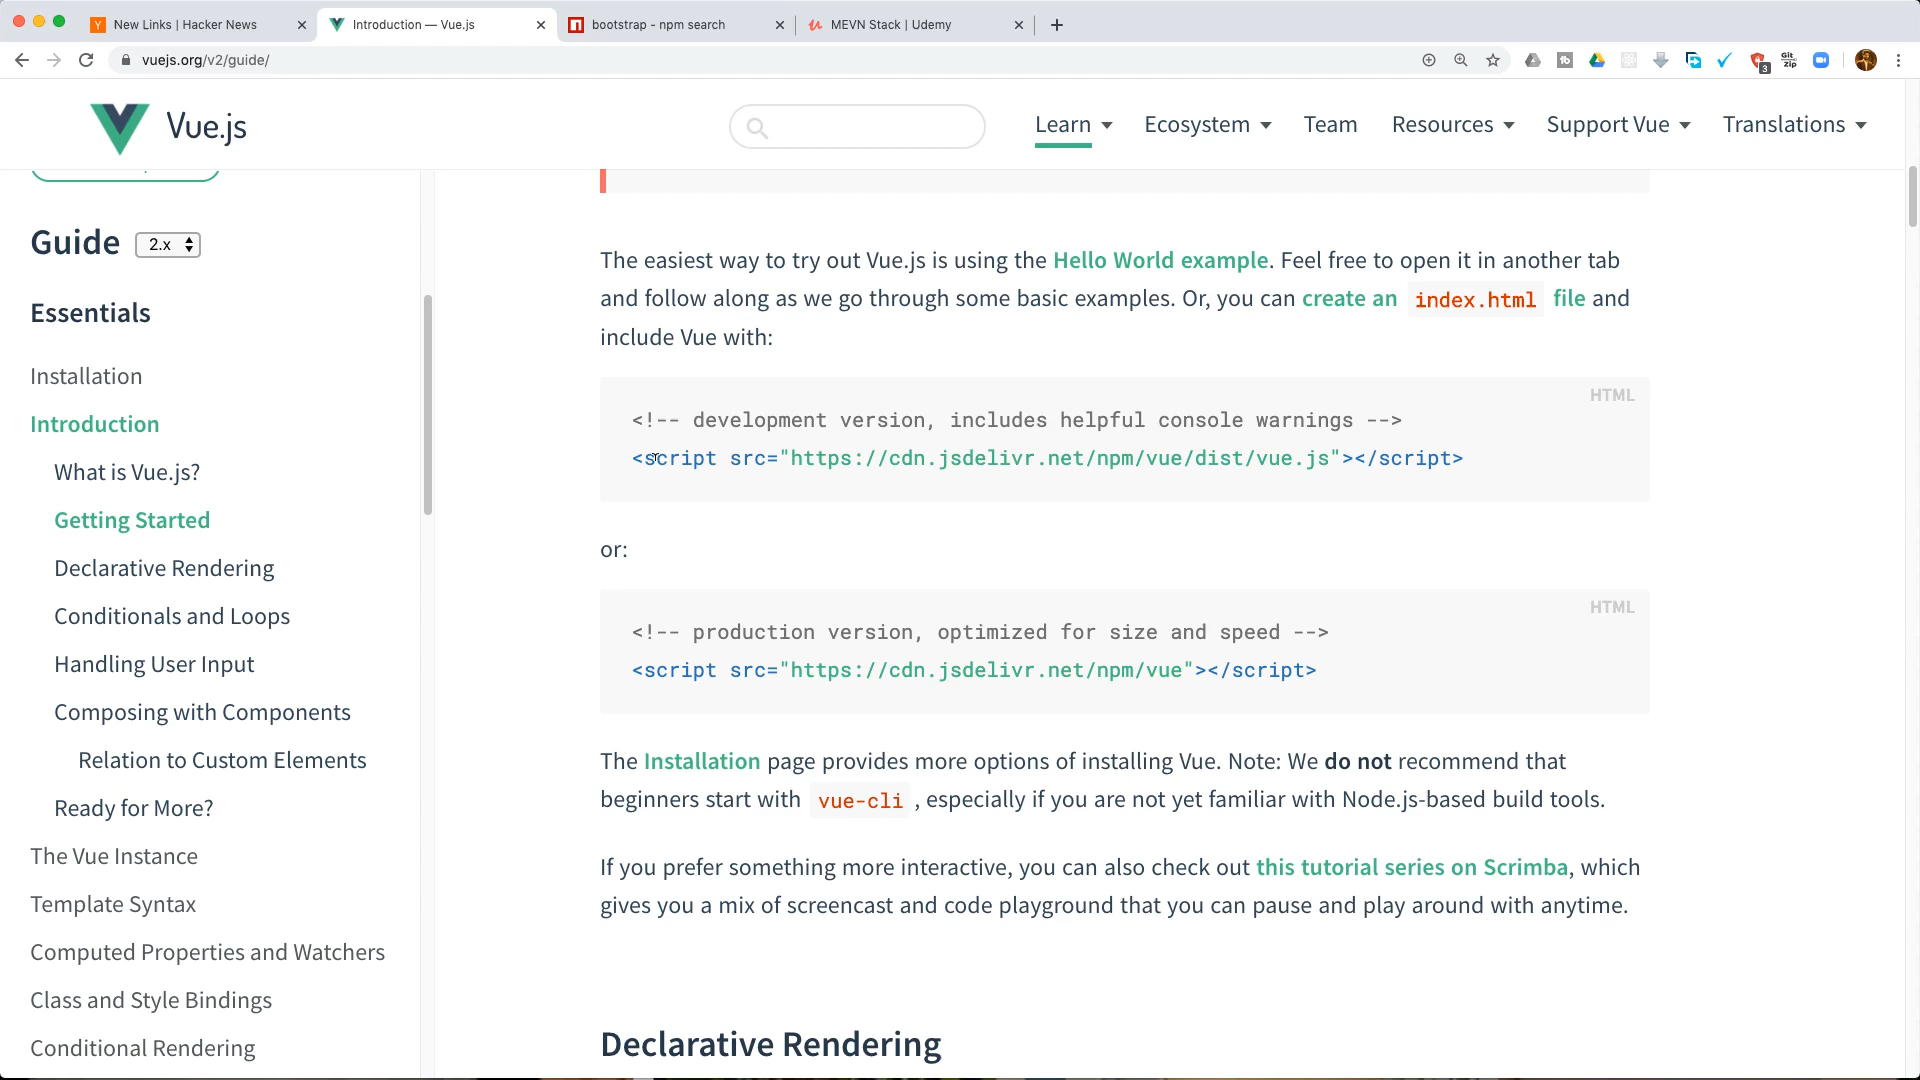 New Links | Hacker News
Introduction — Vue.js
bootstrap - npm search
MEVN Stack | Udemy
vuejs.org/v2/guide/
3
Git
zip
Vue.js
Learn
Ecosystem
Team
Resources
Support Vue
Translations
Guide
2.x
Essentials
Installation
Introduction
What is Vue.js?
Getting Started
Declarative Rendering
Conditionals and Loops
Handling User Input
Composing with Components
Relation to Custom Elements
Ready for More?
The Vue Instance
Template Syntax
Computed Properties and Watchers
Class and Style Bindings
Conditional Rendering
The easiest way to try out Vue.js is using the Hello World example. Feel free to open it in another tab
and follow along as we go through some basic examples. Or, you can create an index.html file and
include Vue with:
HTML
<!-- development version, includes helpful console warnings -->
<script src="https://cdn.jsdelivr.net/npm/vue/dist/vue.js"></script>
or:
HTML
<!-- production version, optimized for size and speed -->
<script src="https://cdn.jsdelivr.net/npm/vue"></script>
The Installation page provides more options of installing Vue. Note: We do not recommend that
beginners start with vue-cli , especially if you are not yet familiar with Node.js-based build tools.
If you prefer something more interactive, you can also check out this tutorial series on Scrimba, which
gives you a mix of screencast and code playground that you can pause and play around with anytime.
Declarative Rendering